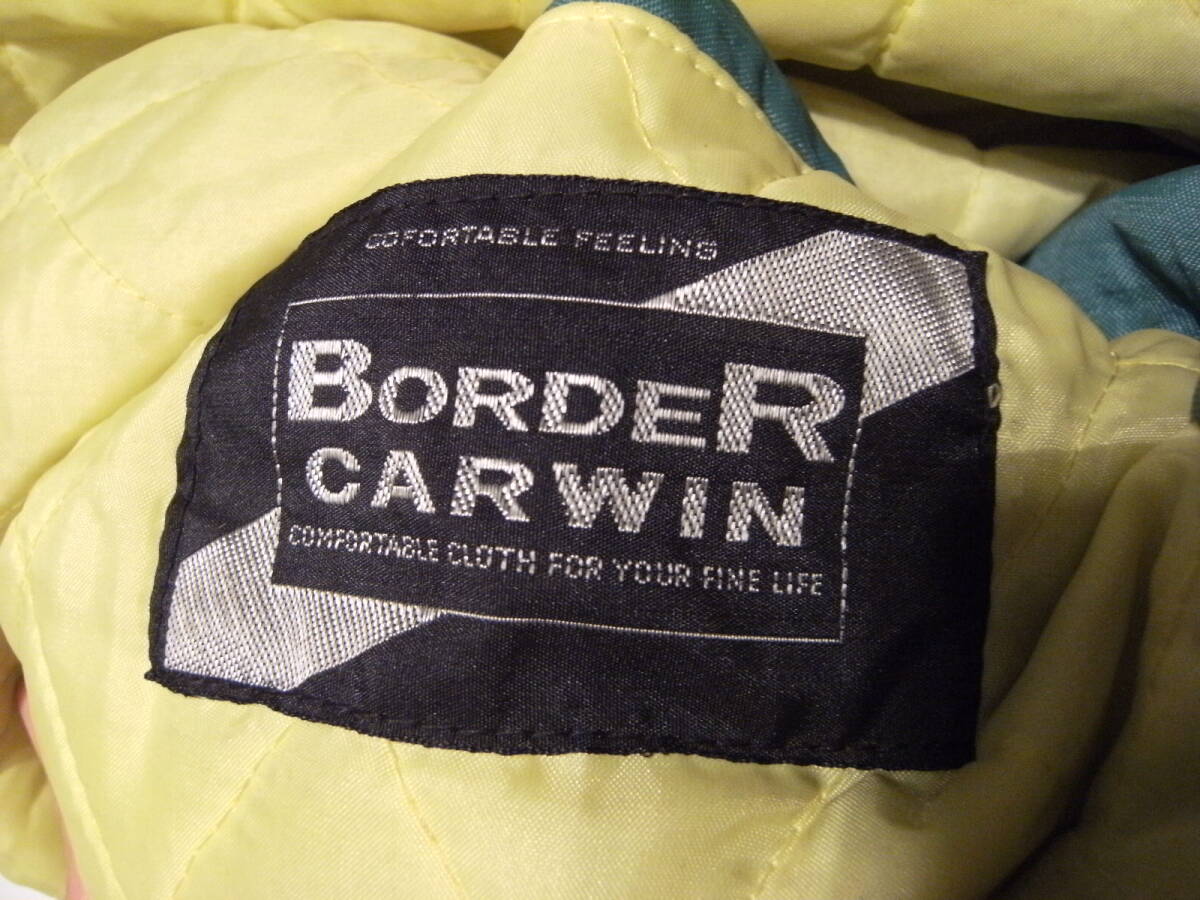 COFORTABLE FEELING
BORDER
CARWIN
COMFORTABLE CLOTH FOR YOUR FINE LIFE